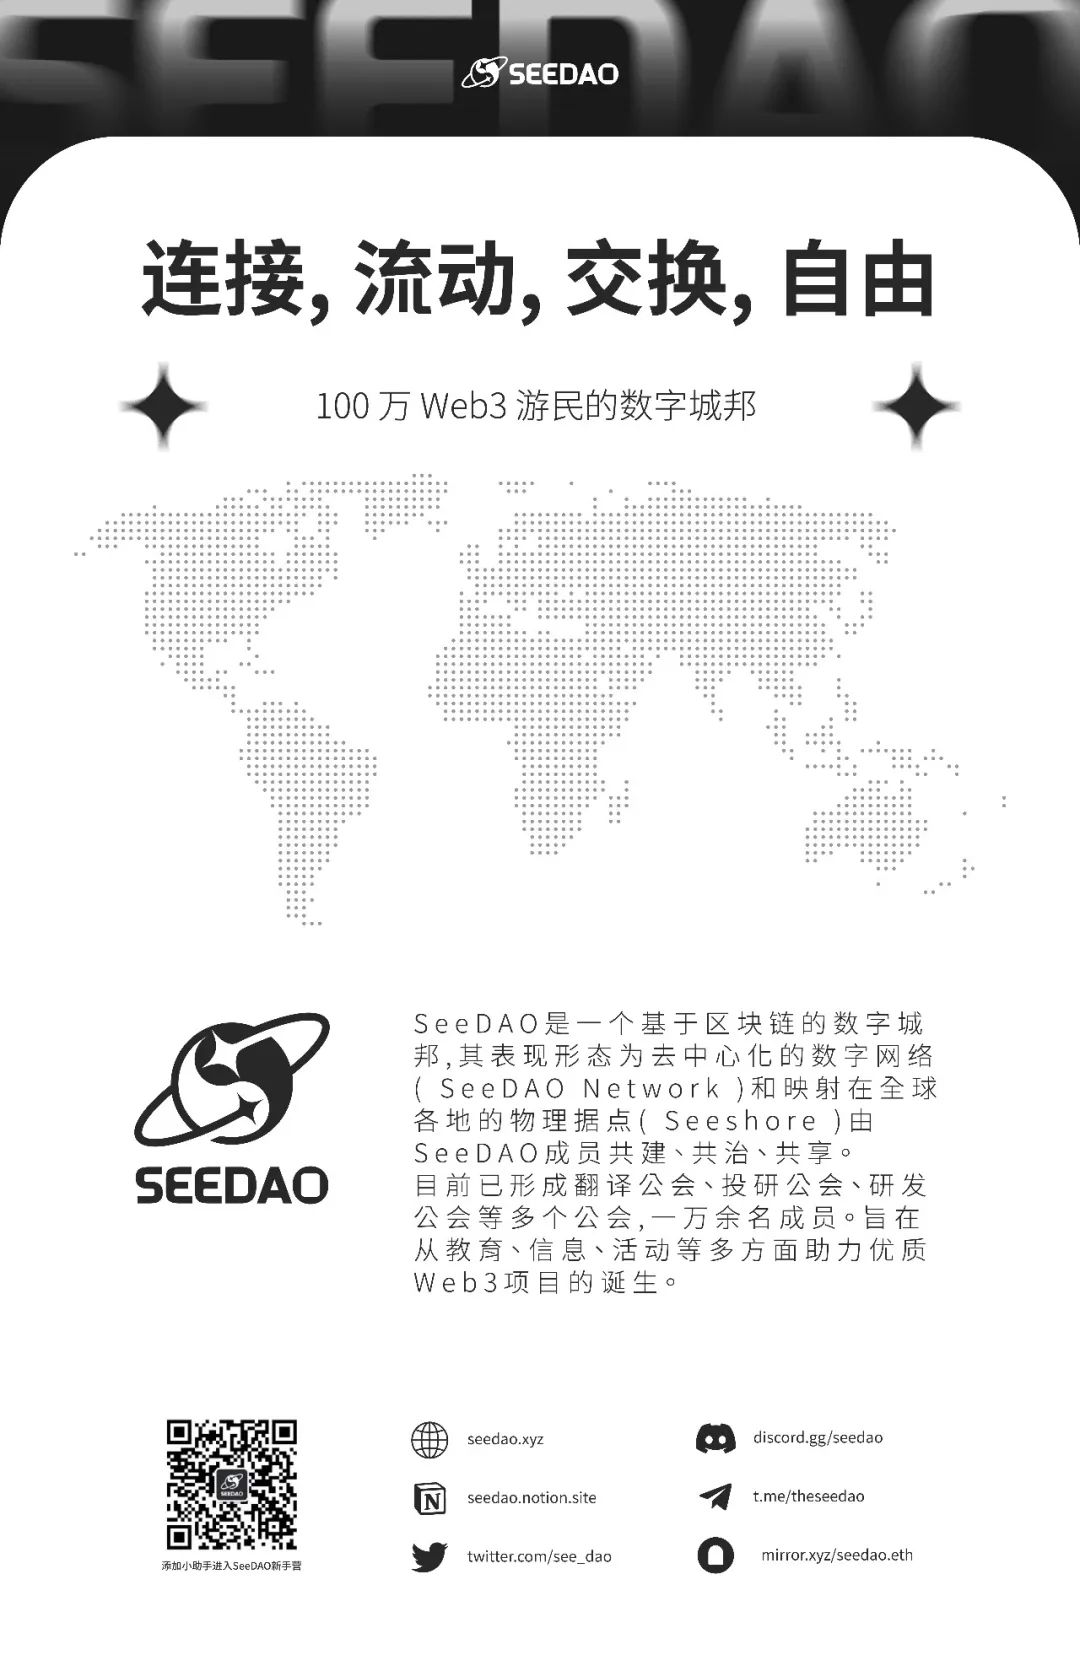 SEEDAO
SEEDAO
连接, 流动, 交换, 自由
100 万 Web3 游民的数字城邦
SeeDAO是一个基于区块链的数字城
邦,其表现形态为去中心化的数字网络
( SeeDAO Network )和映射在全球
各地的物理据点( Seeshore )由
SeeDAO成员共建、共治、共享。
目前已形成翻译公会、投研公会、研发
公会等多个公会,一万余名成员。旨在
从教育、信息、活动等多方面助力优质
Web3项目的诞生。
SEEDAO
SEEDAO
添加小助手进入SeeDAO新手营
seedao.xyz
seedao.notion.site
twitter.com/see_dao
discord.gg/seedao
t.me/theseedao
mirror.xyz/seedao.eth